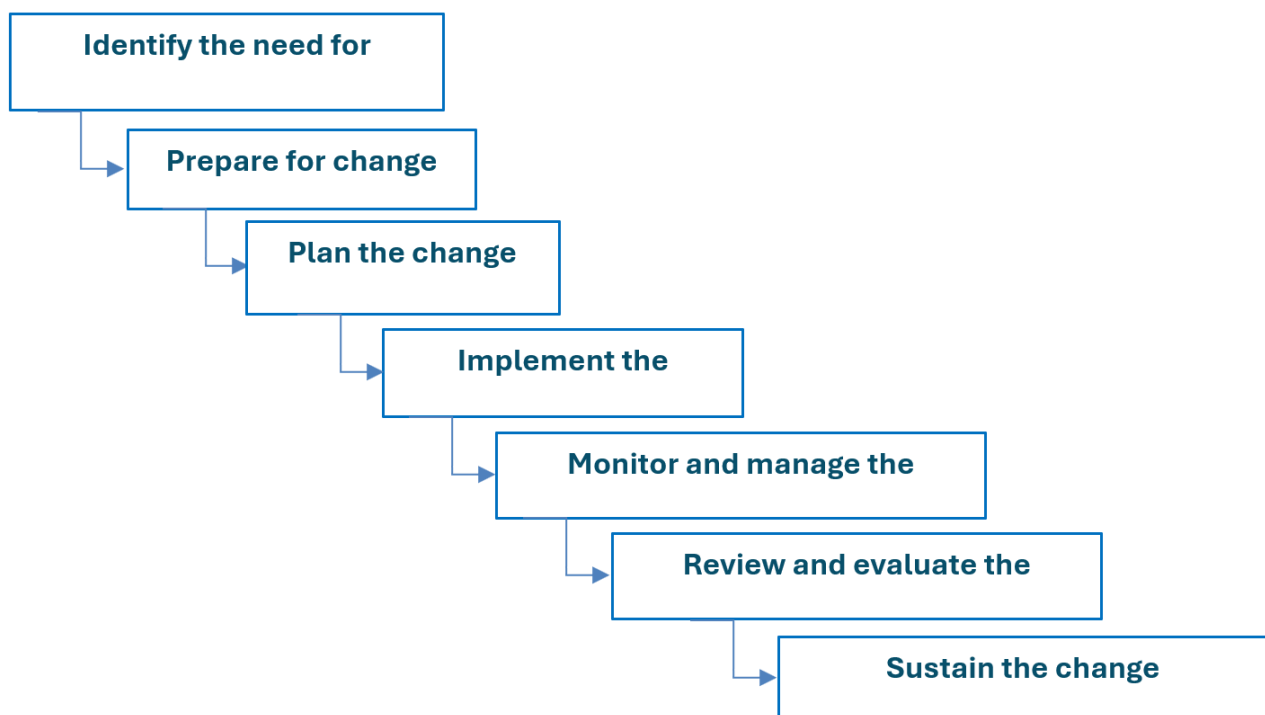 Identify the need for
Prepare for change
Plan the change
Implement the
Monitor and manage the
Review and evaluate the
Sustain the change